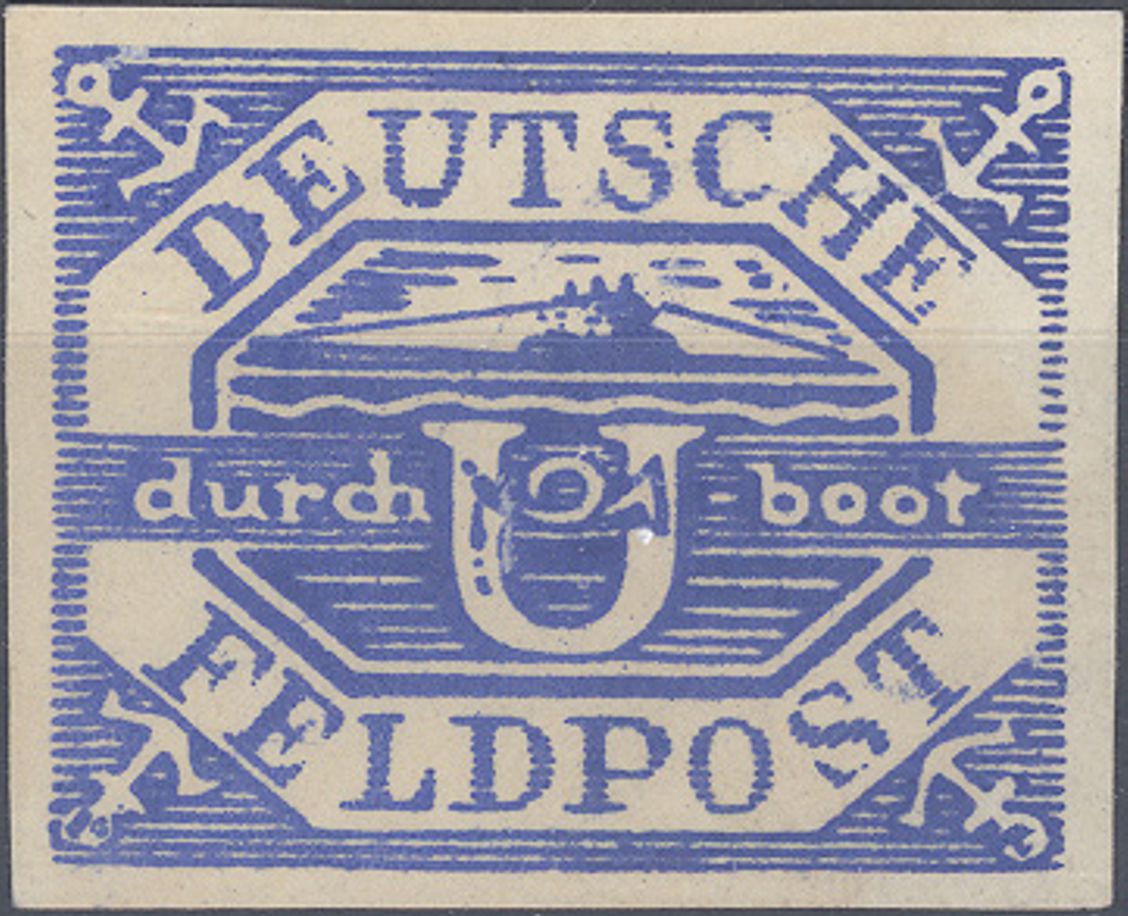 DEUTSCHE
durch U-boot
FELDPOST